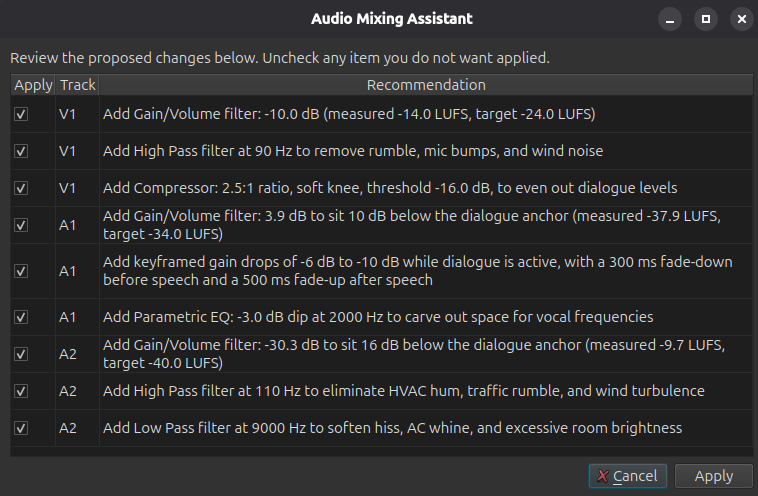 Audio Mixing Assistant
Review the proposed changes below. Uncheck any item you do not want applied.
Apply Track Recommendation
V1 Add Gain/Volume filter: -10.0 dB (measured -14.0 LUFS, target -24.0 LUFS)
V1 Add High Pass filter at 90 Hz to remove rumble, mic bumps, and wind noise
V1 Add Compressor: 2.5:1 ratio, soft knee, threshold -16.0 dB, to even out dialogue levels
A1 Add Gain/Volume filter: 3.9 dB to sit 10 dB below the dialogue anchor (measured -37.9 LUFS,
target -34.0 LUFS)
A1 Add keyframed gain drops of -6 dB to -10 dB while dialogue is active, with a 300 ms fade-down
before speech and a 500 ms fade-up after speech
A1 Add Parametric EQ: -3.0 dB dip at 2000 Hz to carve out space for vocal frequencies
A2 Add Gain/Volume filter: -30.3 dB to sit 16 dB below the dialogue anchor (measured -9.7 LUFS,
target -40.0 LUFS)
A2 Add High Pass filter at 110 Hz to eliminate HVAC hum, traffic rumble, and wind turbulence
A2 Add Low Pass filter at 9000 Hz to soften hiss, AC whine, and excessive room brightness
Cancel Apply